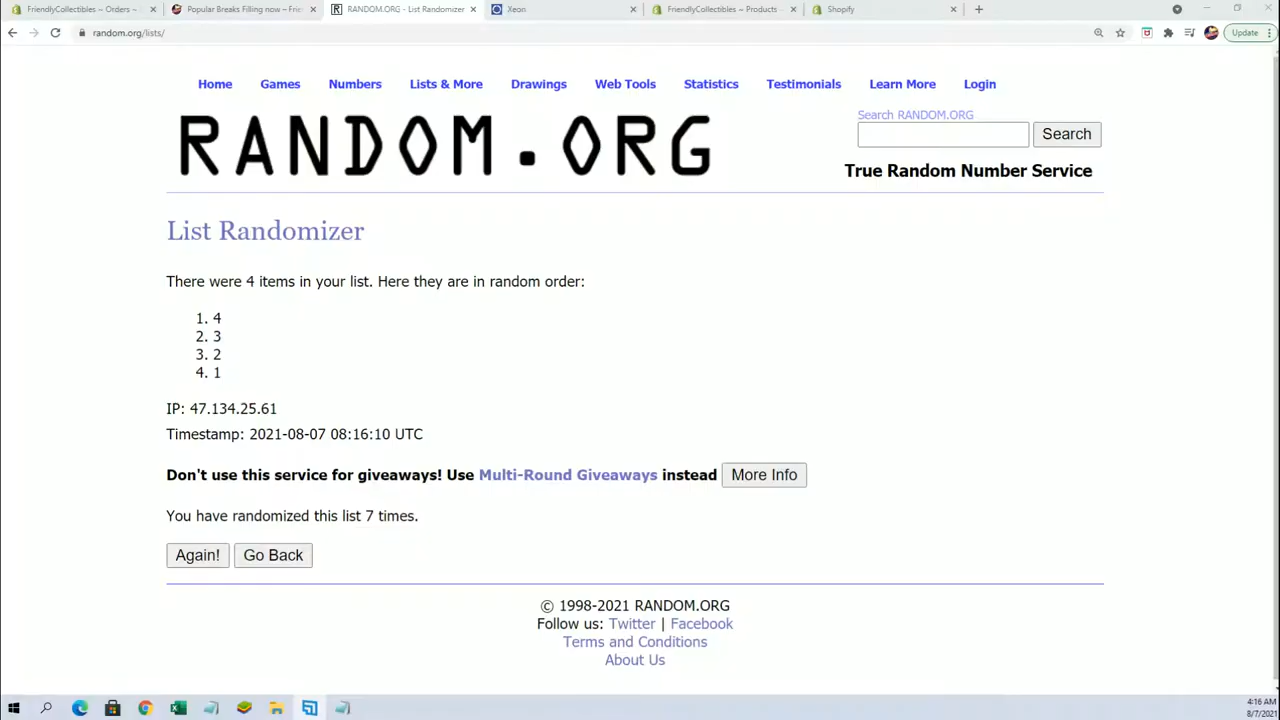 FriendlyCollectibles ~ Orders ~
Popular Breaks Filling now – Frie
RANDOM.ORG - List Randomizer
Xeon
FriendlyCollectibles ~ Products ~
Shopify
random.org/lists/
Update
Home Games Numbers Lists & More Drawings Web Tools Statistics Testimonials Learn More Login
RANDOM.ORG
Search RANDOM.ORG
Search
True Random Number Service
List Randomizer
There were 4 items in your list. Here they are in random order:
1. 4
2. 3
3. 2
4. 1
IP: 47.134.25.61
Timestamp: 2021-08-07 08:16:10 UTC
Don't use this service for giveaways! Use Multi-Round Giveaways instead More Info
You have randomized this list 7 times.
Again! Go Back
© 1998-2021 RANDOM.ORG
Follow us: Twitter | Facebook
Terms and Conditions
About Us
4:16 AM
8/7/2021